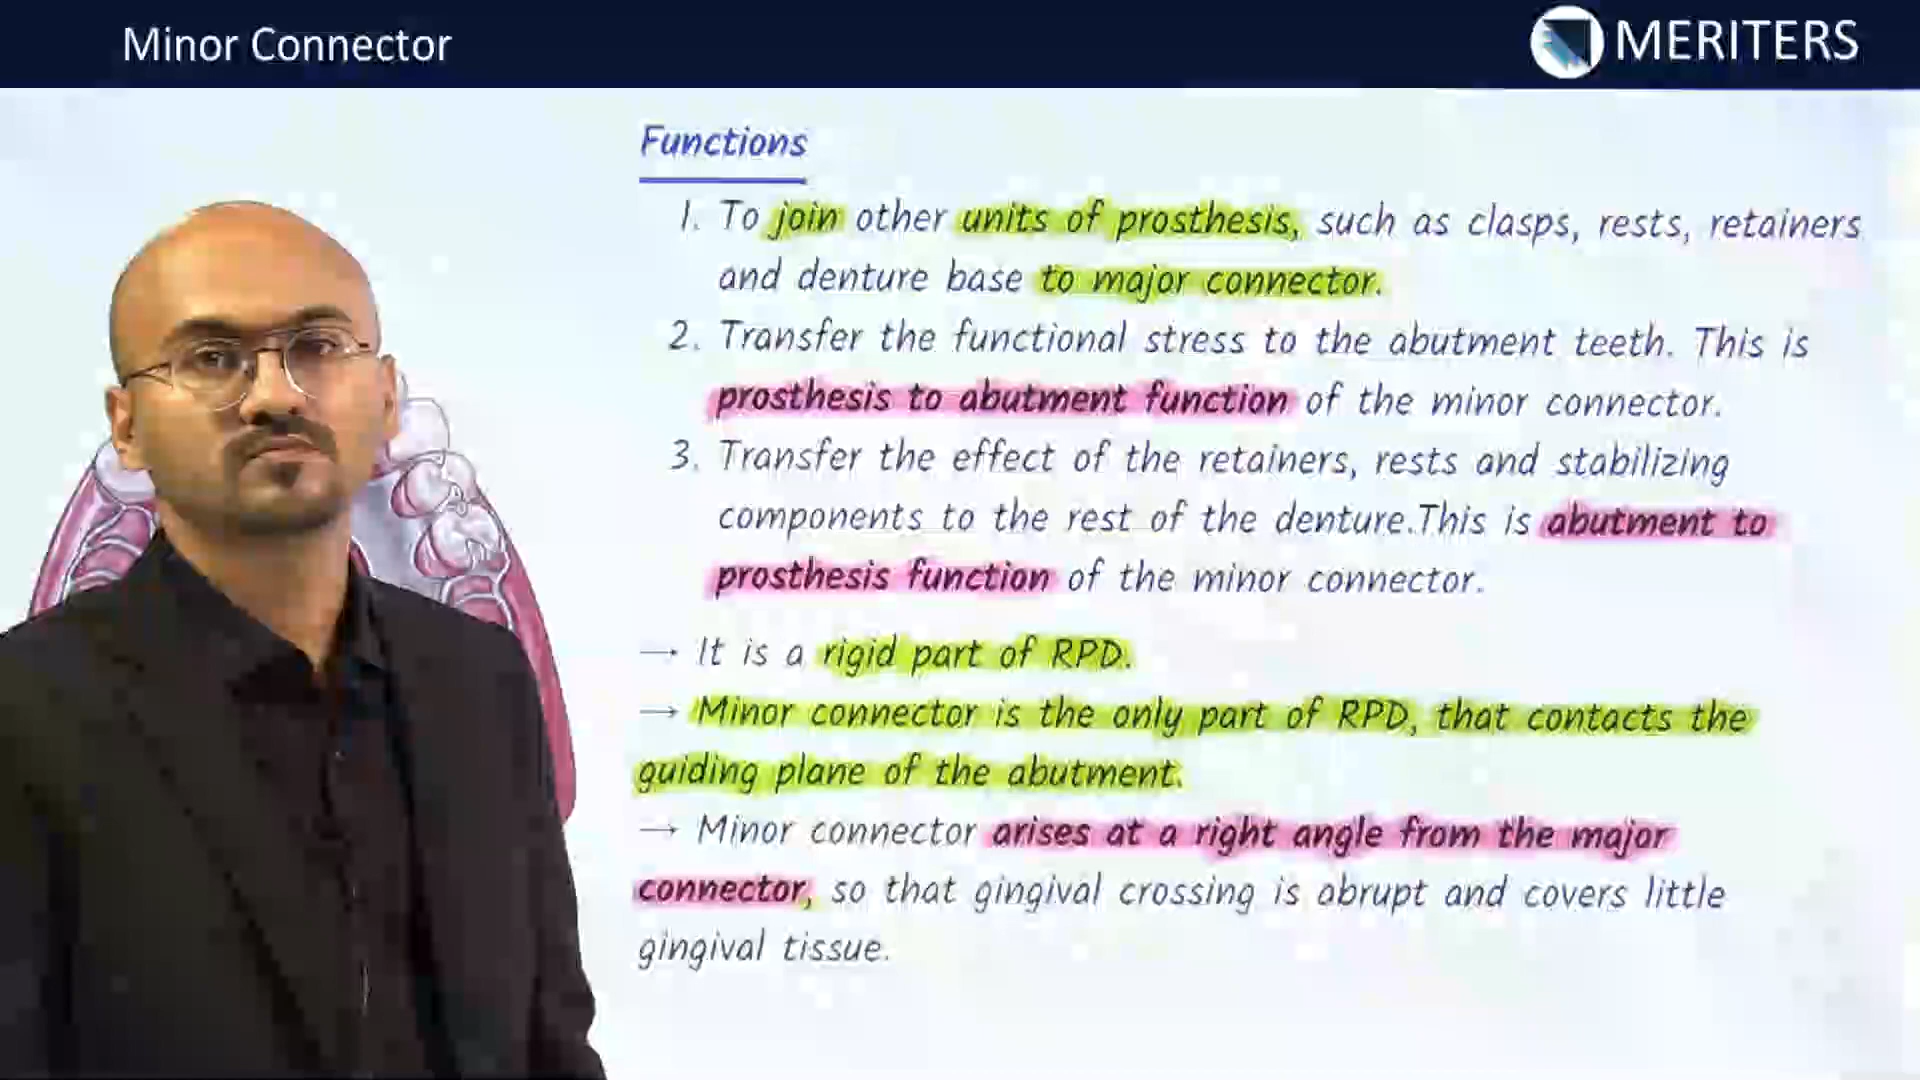 Minor Connector
MERITERS
Functions
1. To join other units of prosthesis, such as clasps, rests, retainers
and denture base to major connector.
2. Transfer the functional stress to the abutment teeth. This is
prosthesis to abutment function of the minor connector.
3. Transfer the effect of the retainers, rests and stabilizing
components to the rest of the denture.This is abutment to
prosthesis function of the minor connector.
→ It is a rigid part of RPD.
→ Minor connector is the only part of RPD, that contacts the
guiding plane of the abutment.
→ Minor connector arises at a right angle from the major
connector, so that gingival crossing is abrupt and covers little
gingival tissue.